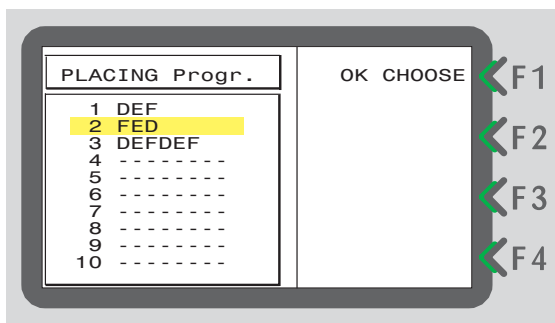 PLACING Progr.
1 DEF
2 FED
3 DEFDEF
4 --------
5 --------
6 --------
7 --------
8 --------
9 --------
10 --------
OK CHOOSE
F1
F2
F3
F4